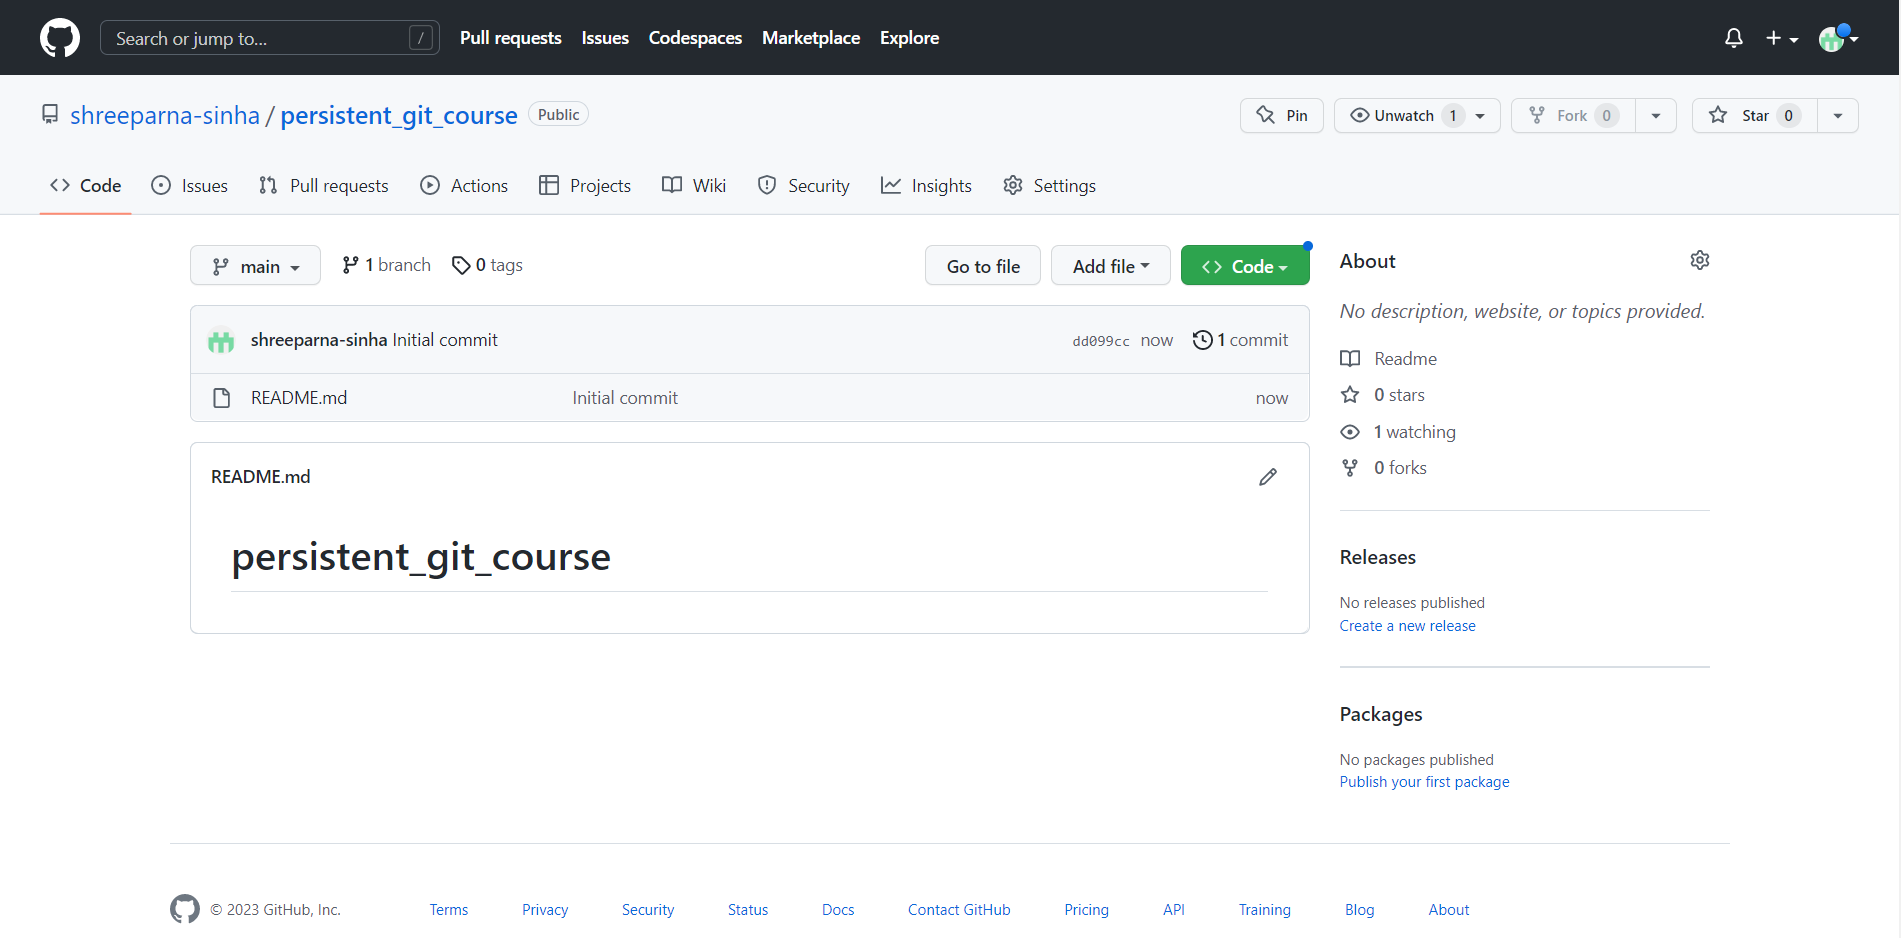 Search or jump to... /
Pull requests Issues Codespaces Marketplace Explore
shreeparna-sinha / persistent_git_course Public
Pin Unwatch 1 Fork 0 Star 0
Code Issues Pull requests Actions Projects Wiki Security Insights Settings
main 1 branch 0 tags Go to file Add file Code
shreeparna-sinha Initial commit dd099cc now 1 commit
README.md Initial commit now
README.md
persistent_git_course
About
No description, website, or topics provided.
Readme
0 stars
1 watching
0 forks
Releases
No releases published
Create a new release
Packages
No packages published
Publish your first package
© 2023 GitHub, Inc. Terms Privacy Security Status Docs Contact GitHub Pricing API Training Blog About